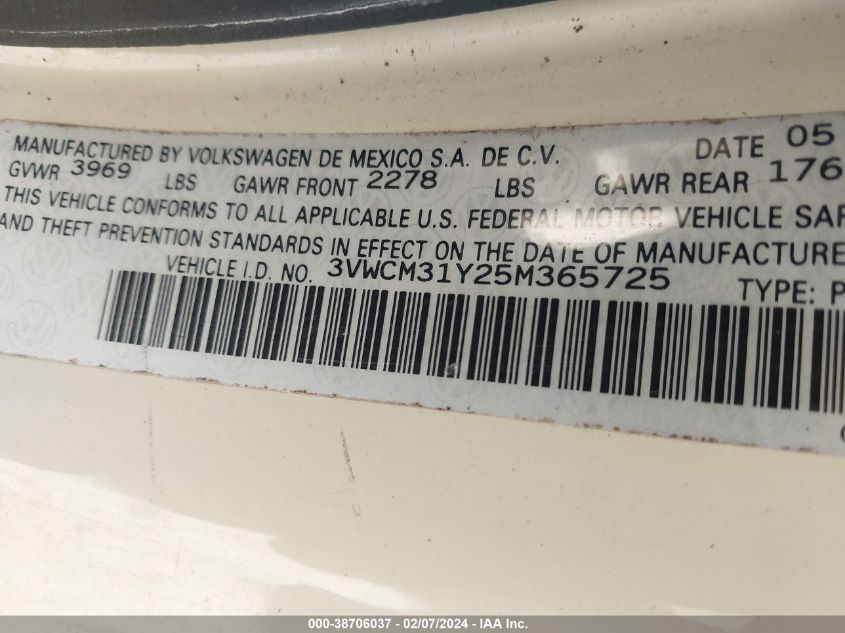 MANUFACTURED BY VOLKSWAGEN DE MEXICO S.A. DE C.V. DATE 05
GVWR 3969 LBS GAWR FRONT 2278 LBS GAWR REAR 176
THIS VEHICLE CONFORMS TO ALL APPLICABLE U.S. FEDERAL MOTOR VEHICLE SAF
AND THEFT PREVENTION STANDARDS IN EFFECT ON THE DATE OF MANUFACTURE
VEHICLE I.D. NO. 3VWCM31Y25M365725 TYPE: P
000-38706037 - 02/07/2024 - IAA Inc.